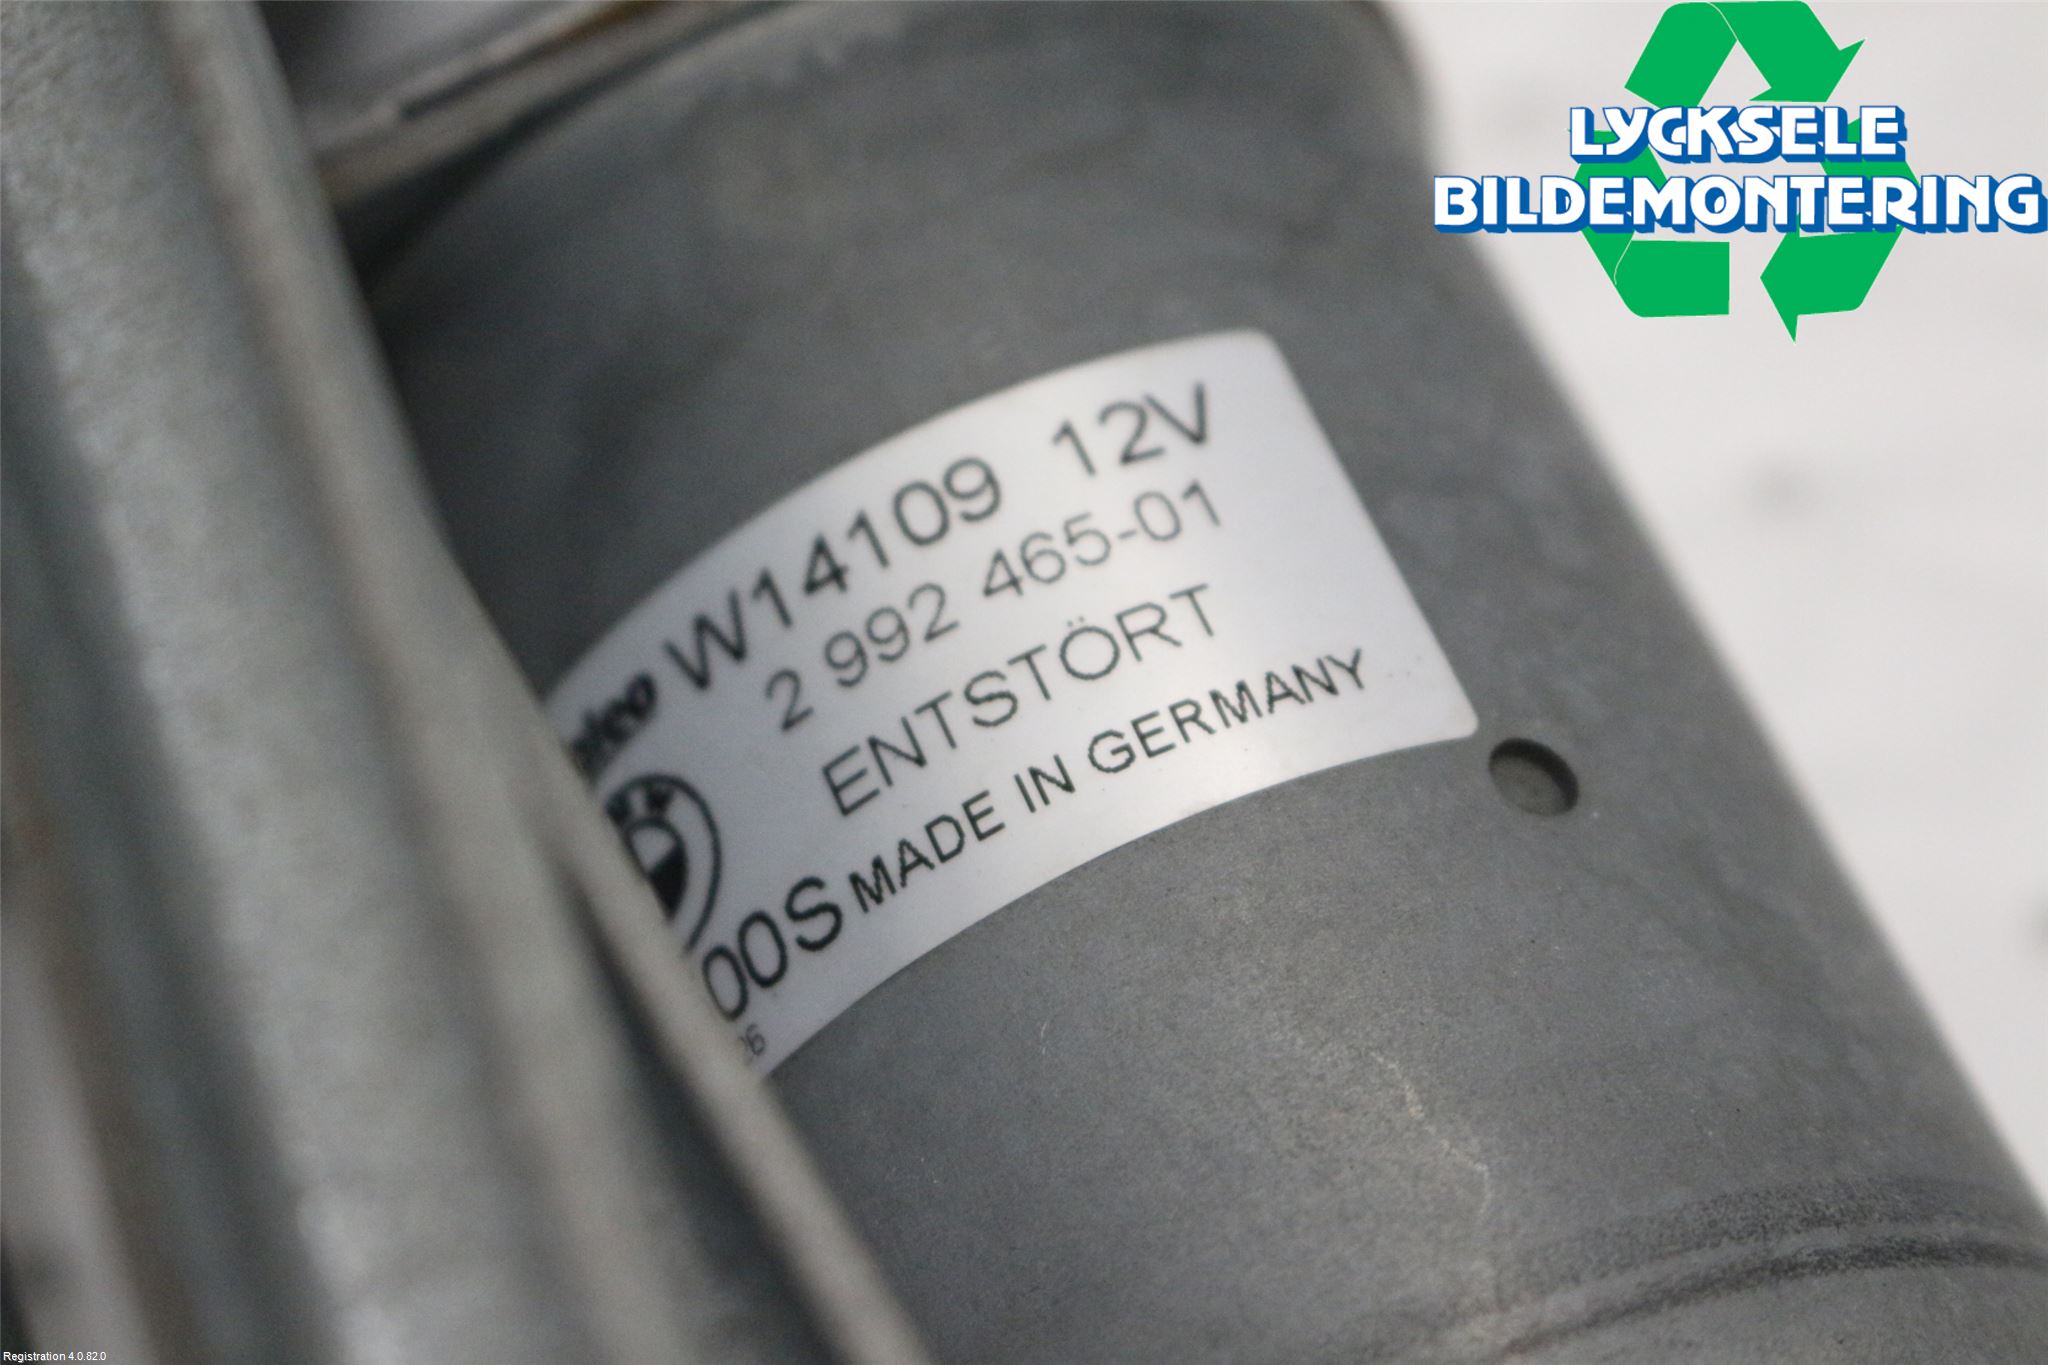 LYCKSELE
BILDEMONTERING
W14109 12V
2 992 465-01
ENTSTÖRT
MADE IN GERMANY
Registration 4.0.82.0